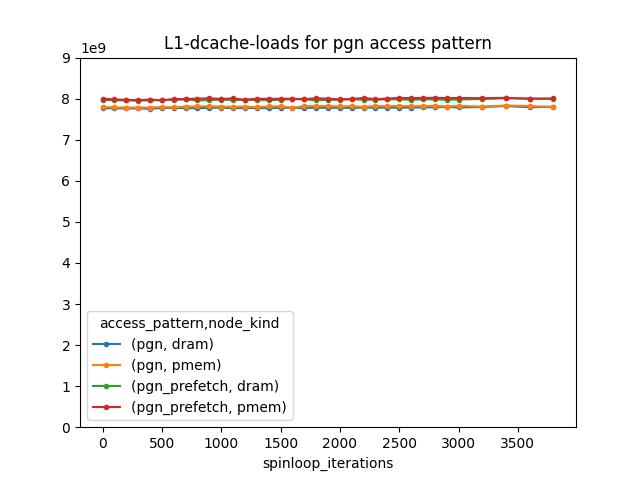 L1-dcache-loads for pgn access pattern
1e9
9
8
7
6
5
4
3
2
1
0
access_pattern,node_kind
(pgn, dram)
(pgn, pmem)
(pgn_prefetch, dram)
(pgn_prefetch, pmem)
0 500 1000 1500 2000 2500 3000 3500
spinloop_iterations